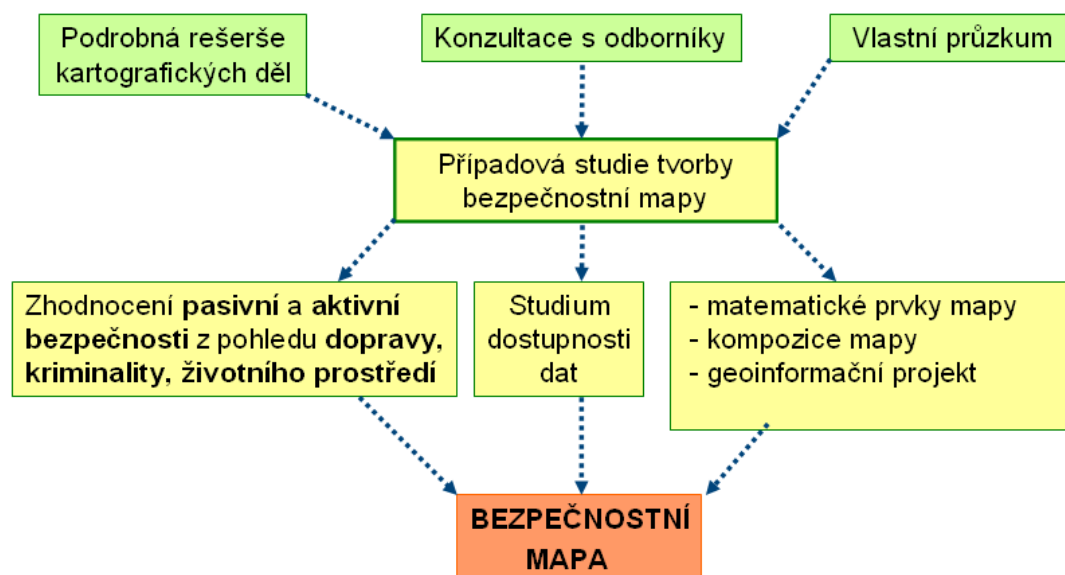 Podrobná rešerše
kartografických děl
Konzultace s odborníky
Vlastní průzkum
Případová studie tvorby
bezpečnostní mapy
Zhodnocení pasivní a aktivní
bezpečnosti z pohledu dopravy,
kriminality, životního prostředí
Studium
dostupnosti
dat
- matematické prvky mapy
- kompozice mapy
- geoinformační projekt
BEZPEČNOSTNÍ
MAPA